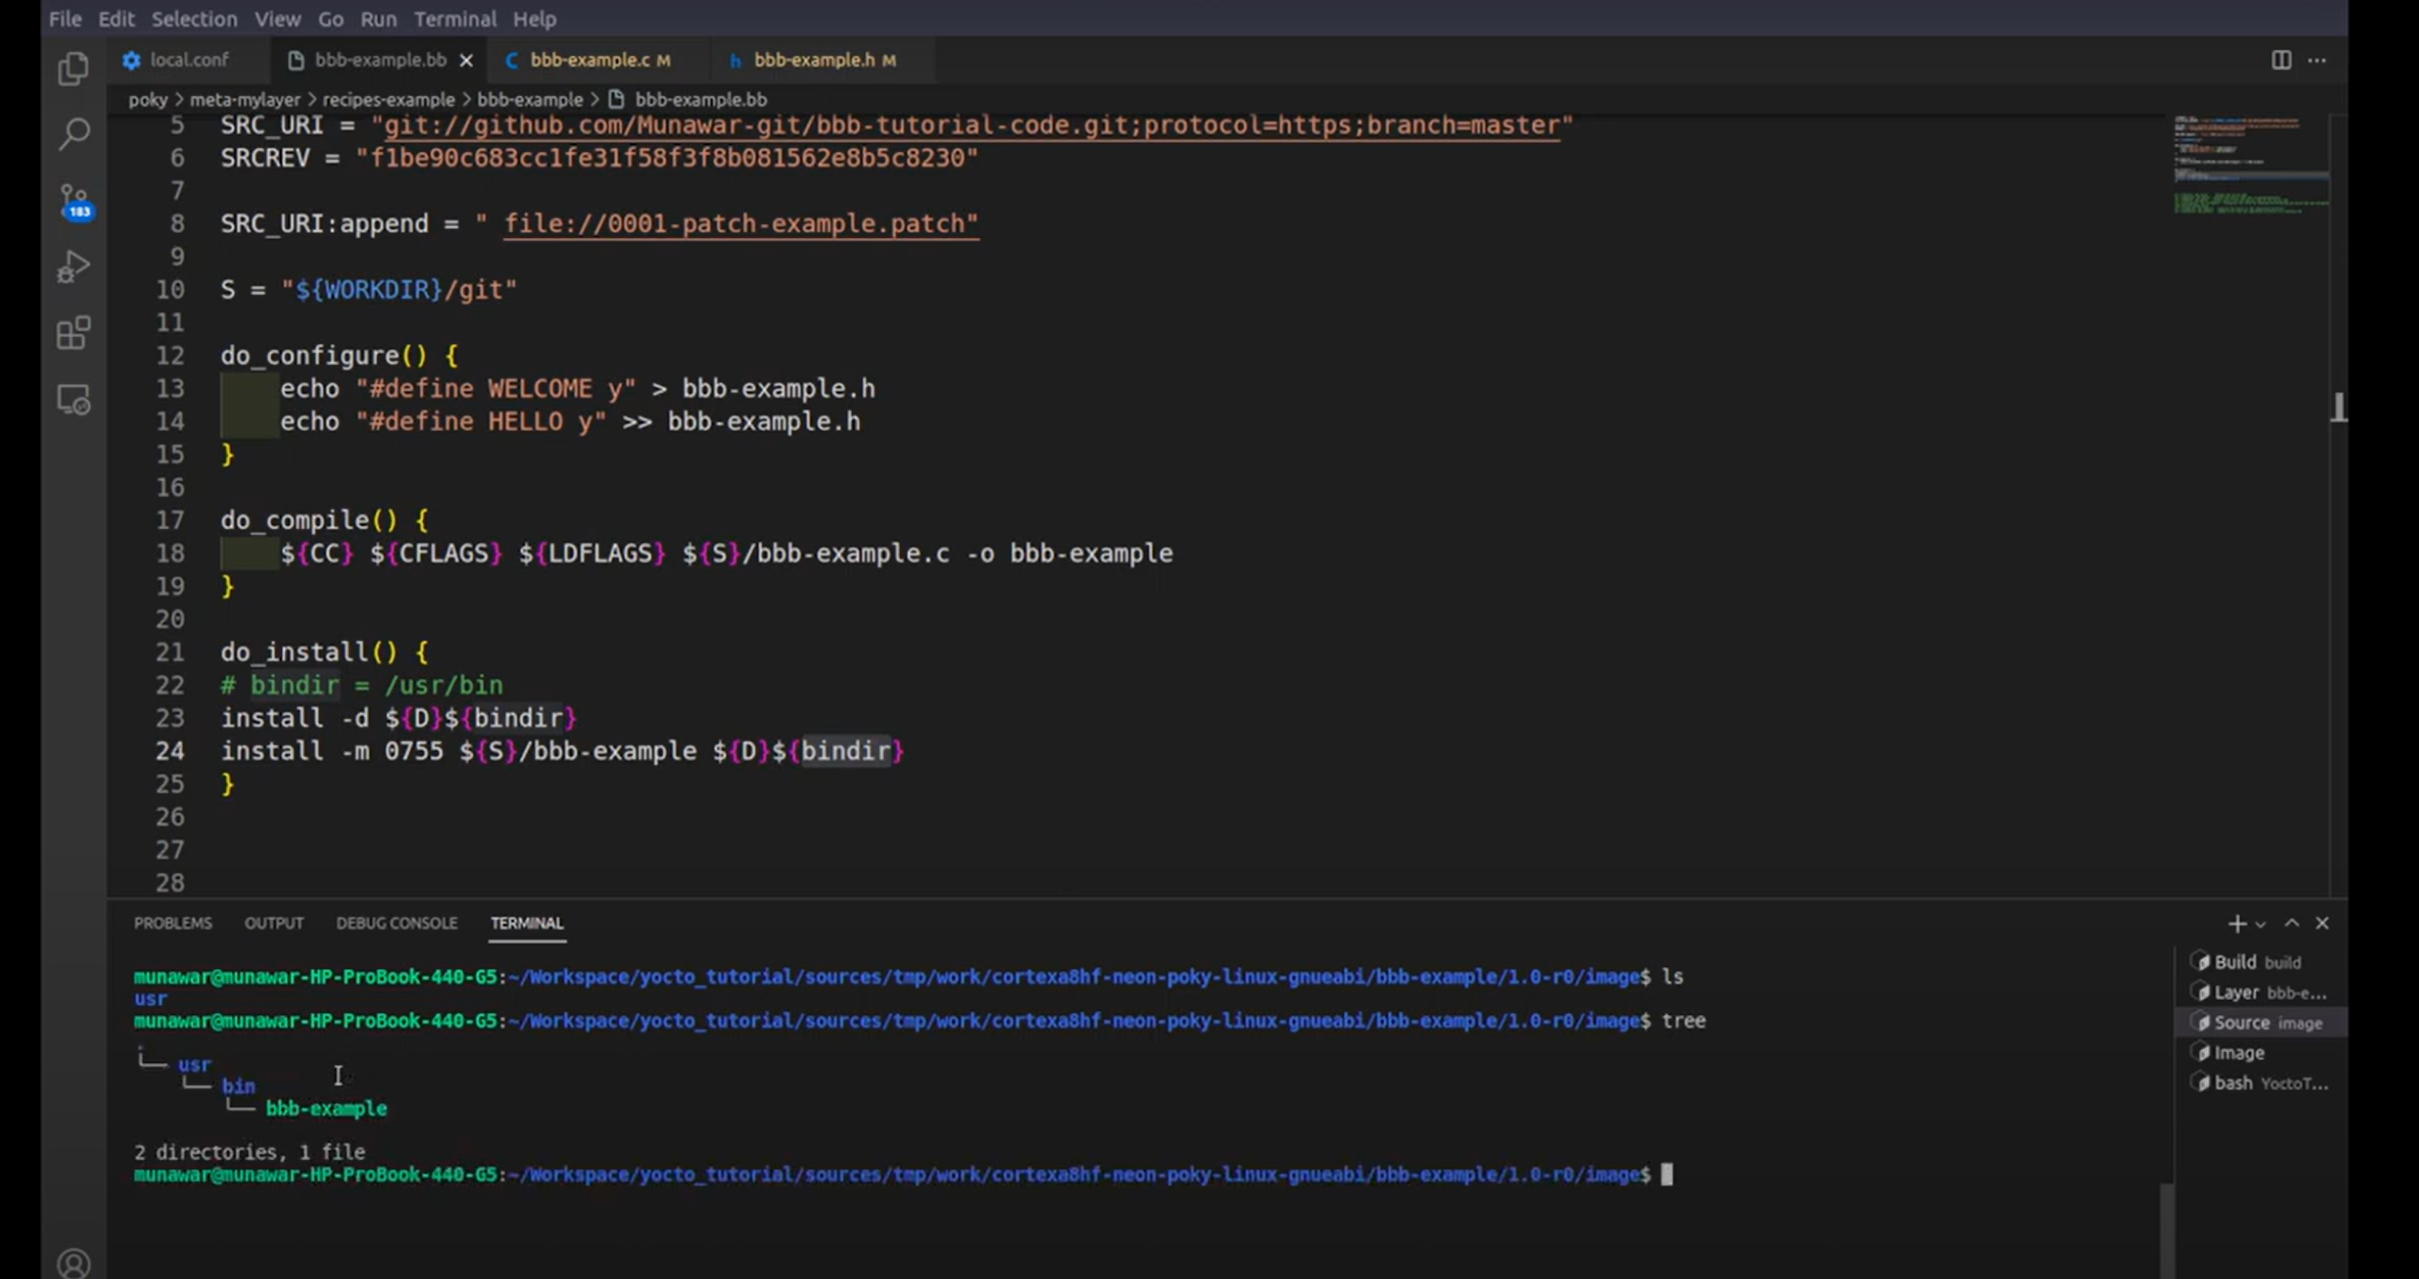 File Edit Selection View Go Run Terminal Help
local.conf bbb-example.bb bbb-example.c M bbb-example.h M
poky > meta-mylayer > recipes-example > bbb-example > bbb-example.bb
183
5 SRC_URI = "git://github.com/Munawar-git/bbb-tutorial-code.git;protocol=https;branch=master"
6 SRCREV = "f1be90c683cc1fe31f58f3f8b081562e8b5c8230"
7
8 SRC_URI:append = " file://0001-patch-example.patch"
9
10 S = "${WORKDIR}/git"
11
12 do_configure() {
13 echo "#define WELCOME y" > bbb-example.h
14 echo "#define HELLO y" >> bbb-example.h
15 }
16
17 do_compile() {
18 ${CC} ${CFLAGS} ${LDFLAGS} ${S}/bbb-example.c -o bbb-example
19 }
20
21 do_install() {
22 # bindir = /usr/bin
23 install -d ${D}${bindir}
24 install -m 0755 ${S}/bbb-example ${D}${bindir}
25 }
26
27
28
PROBLEMS OUTPUT DEBUG CONSOLE TERMINAL
munawar@munawar-HP-ProBook-440-G5:~/Workspace/yocto_tutorial/sources/tmp/work/cortexa8hf-neon-poky-linux-gnueabi/bbb-example/1.0-r0/image$ ls
usr
munawar@munawar-HP-ProBook-440-G5:~/Workspace/yocto_tutorial/sources/tmp/work/cortexa8hf-neon-poky-linux-gnueabi/bbb-example/1.0-r0/image$ tree
.
└── usr
└── bin
└── bbb-example
2 directories, 1 file
munawar@munawar-HP-ProBook-440-G5:~/Workspace/yocto_tutorial/sources/tmp/work/cortexa8hf-neon-poky-linux-gnueabi/bbb-example/1.0-r0/image$
Build build
Layer bbb-e...
Source image
Image
bash YoctoT...